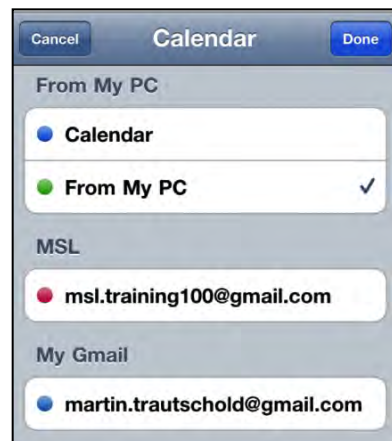 Cancel Calendar Done
From My PC
Calendar
From My PC
MSL
msl.training100@gmail.com
My Gmail
martin.trautschold@gmail.com